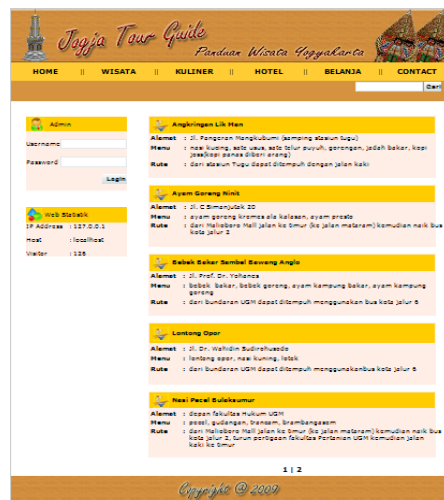 Jogja Tour Guide
Panduan Wisata Yogyakarta
HOME || WISATA || KULINER || HOTEL || BELANJA || CONTACT
Cari
Admin
Username
Password
Login
Web Statistik
IP Address : 127.0.0.1
Host : localhost
Visitor : 128
Angkringan Lik Man
Alamat : Jl. Pangeran Mangkubumi (samping stasiun tugu)
Menu : nasi kucing, sate usus, sate telur puyuh, gorengan, jadah bakar, kopi
joss(kopi panas diberi arang)
Rute : dari stasiun Tugu dapat ditempuh dengan jalan kaki
Ayam Goreng Ninit
Alamat : Jl. C Simanjutak 20
Menu : ayam goreng kremes ala kalasan, ayam presto
Rute : dari Malioboro Mall jalan ke timur (ke jalan mataram) kemudian naik bus
kota jalur 2
Bebek Bakar Sambal Bawang Anglo
Alamat : Jl. Prof. Dr. Yohanes
Menu : bebek bakar, bebek goreng, ayam kampung bakar, ayam kampung
goreng
Rute : dari bundaran UGM dapat ditempuh menggunakan bus kota jalur 6
Lontong Opor
Alamat : Jl. Dr. Wahidin Sudirohusodo
Menu : lontong opor, nasi kuning, lotek
Rute : dari bundaran UGM dapat ditempuh menggunakanbus kota jalur 6
Nasi Pecel Bulaksumur
Alamat : depan fakultas Hukum UGM
Menu : pecel, gudangan, trancam, brambangasem
Rute : dari Malioboro Mall jalan ke timur (ke jalan mataram) kemudian naik bus
kota jalur 2, turun pertigaan fakultas Pertanian UGM kemudian jalan
kaki ke timur
1 | 2
Copyright @ 2009